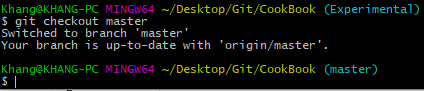 Khang@KHANG-PC MINGW64 ~/Desktop/Git/CookBook (Experimental)
$ git checkout master
Switched to branch 'master'
Your branch is up-to-date with 'origin/master'.
Khang@KHANG-PC MINGW64 ~/Desktop/Git/CookBook (master)
$